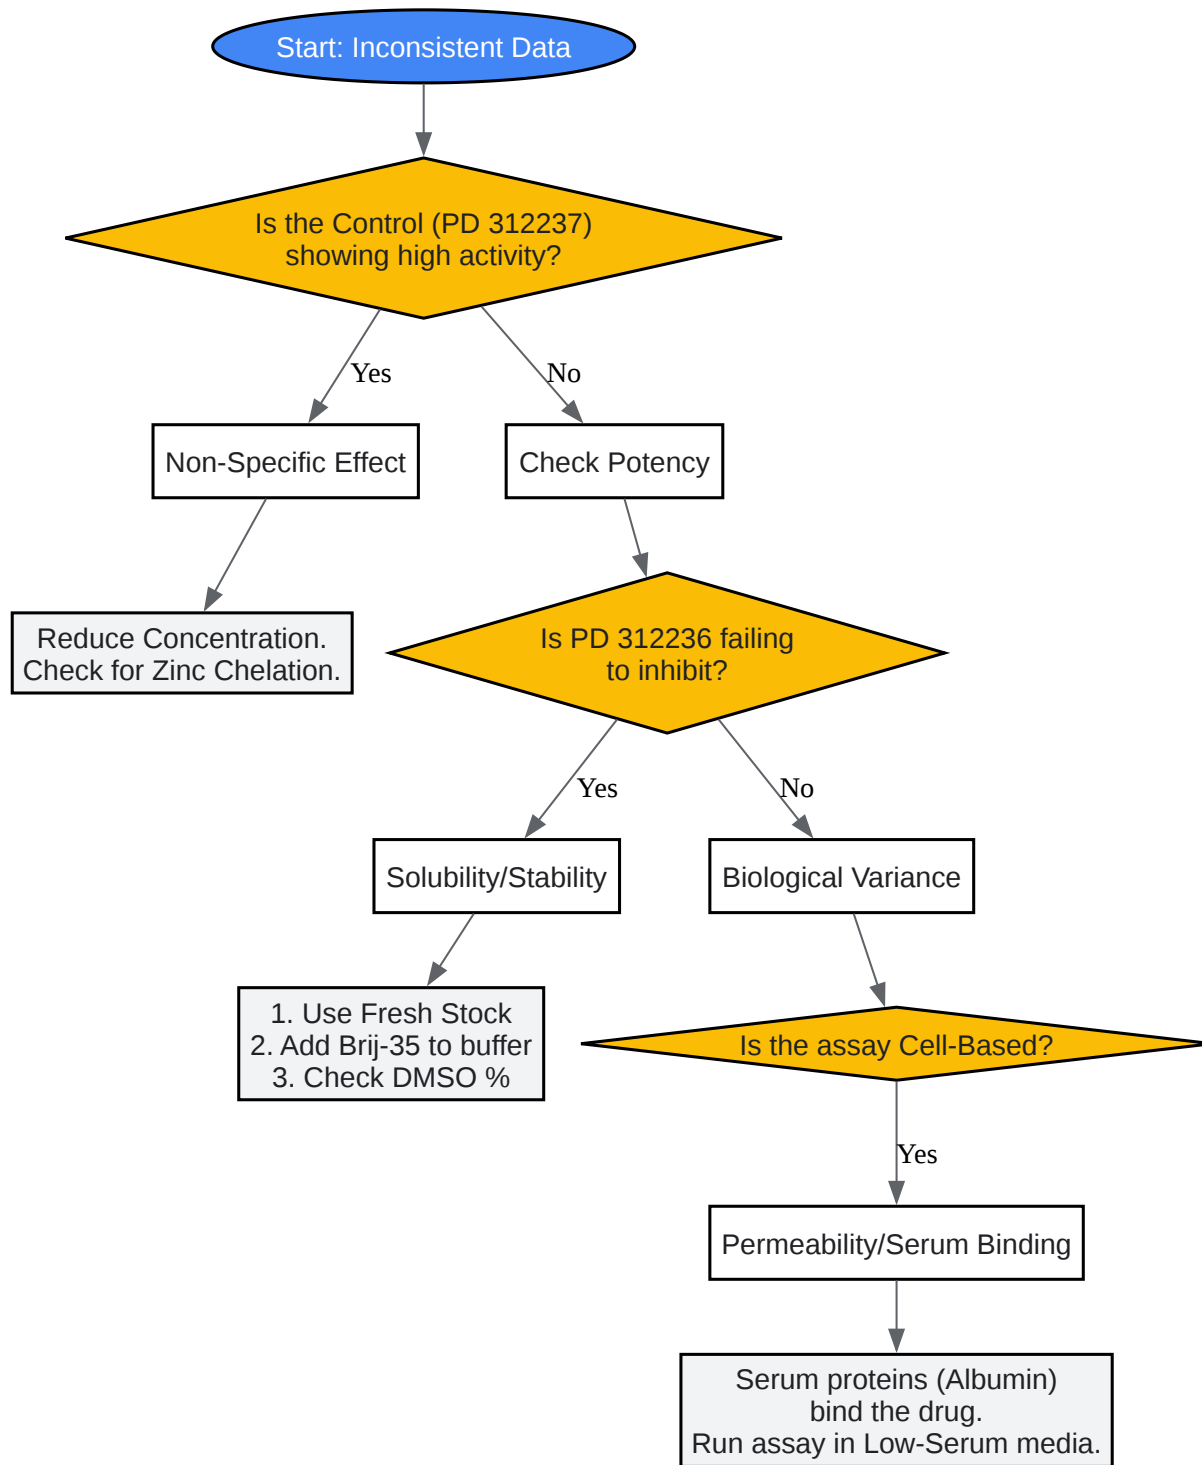 Start: Inconsistent Data
Is the Control (PD 312237)
showing high activity?
Yes
No
Non-Specific Effect
Check Potency
Reduce Concentration.
Check for Zinc Chelation.
Is PD 312236 failing
to inhibit?
Yes
No
Solubility/Stability
Biological Variance
1. Use Fresh Stock
2. Add Brij-35 to buffer
3. Check DMSO %
Is the assay Cell-Based?
Yes
Permeability/Serum Binding
Serum proteins (Albumin)
bind the drug.
Run assay in Low-Serum media.